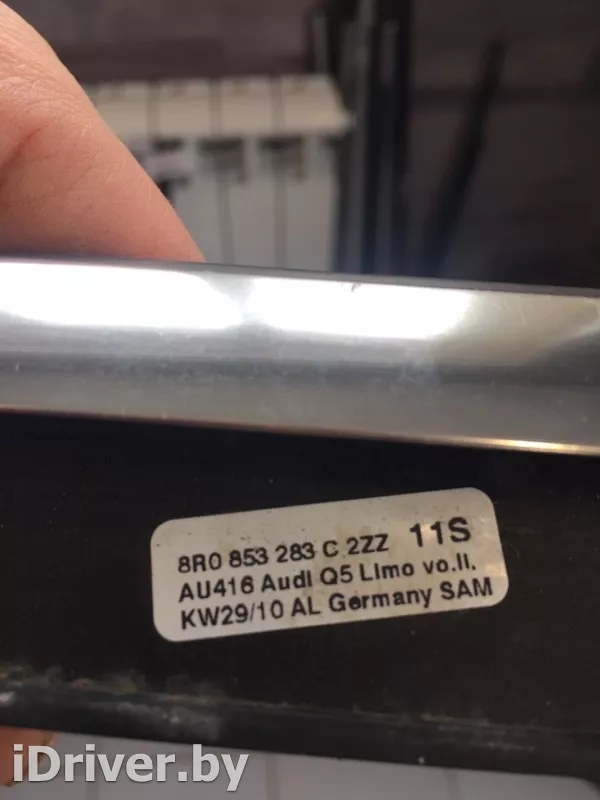 8R0 853 283 C 2ZZ 11S
AU416 Audi Q5 Limo vo.li.
KW29/10 AL Germany SAM
iDriver.by